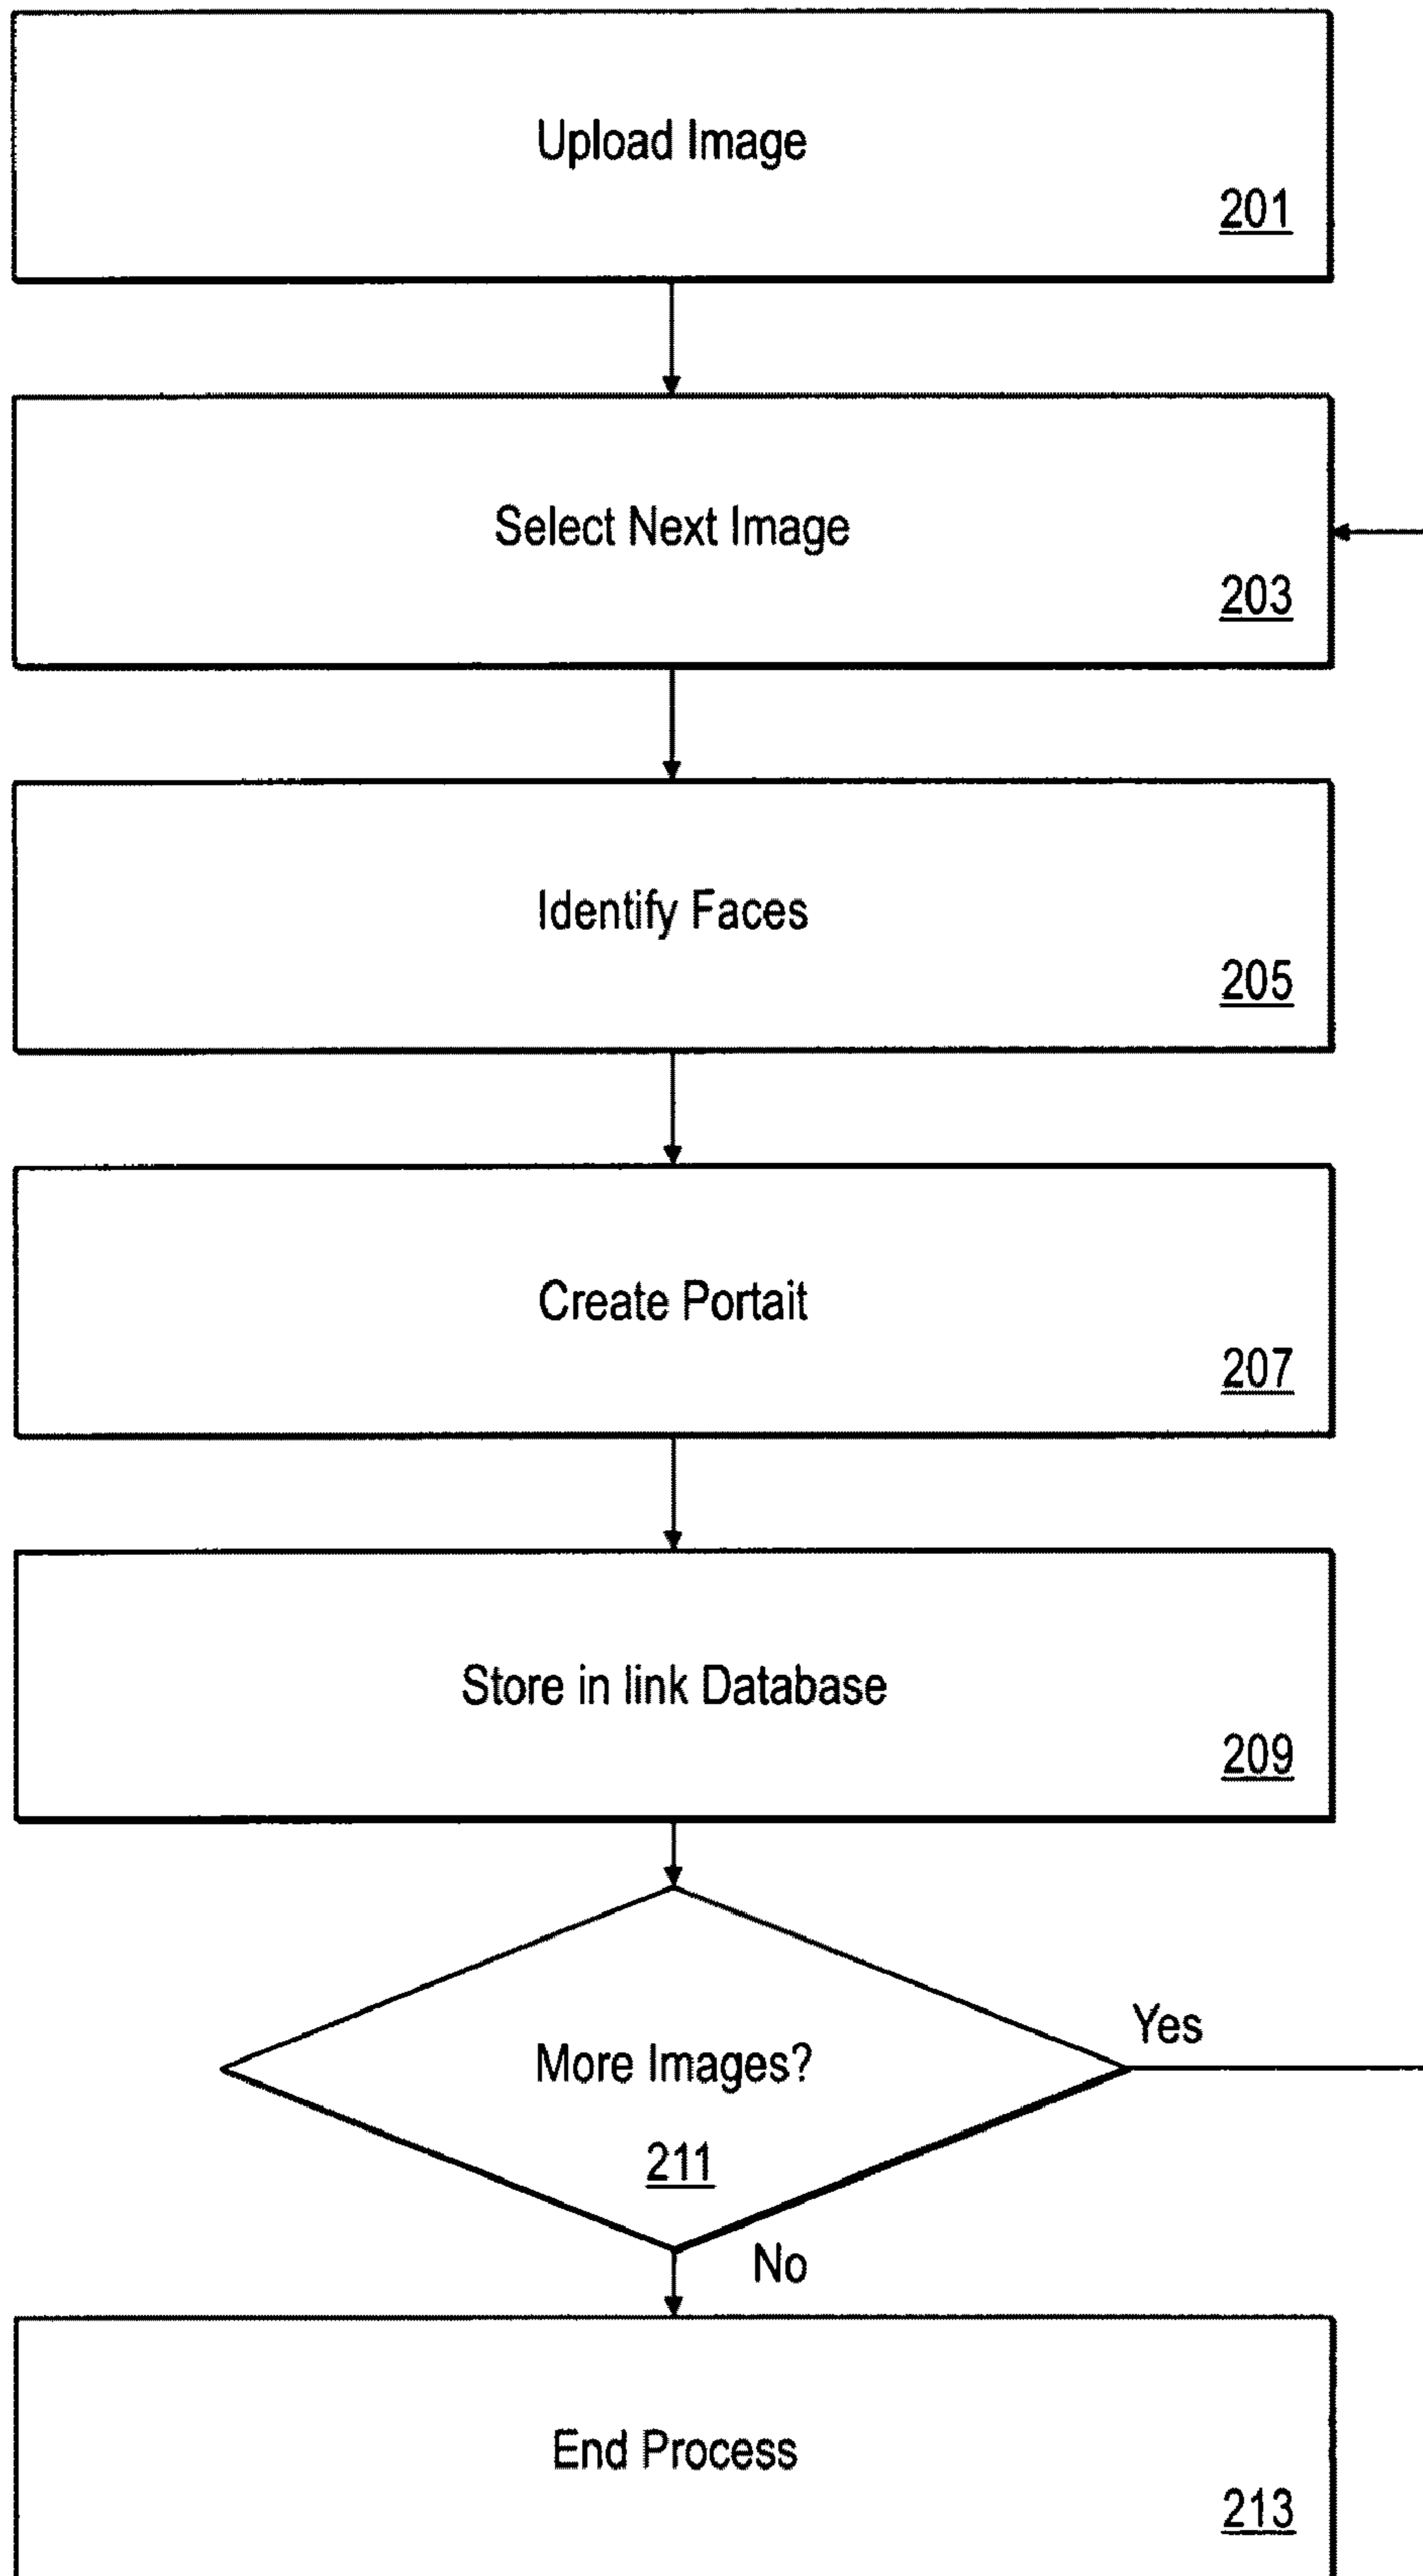 Upload Image
201
Select Next Image
203
Identify Faces
205
Create Portait
207
Store in link Database
209
Yes
More Images?
211
No
End Process
213